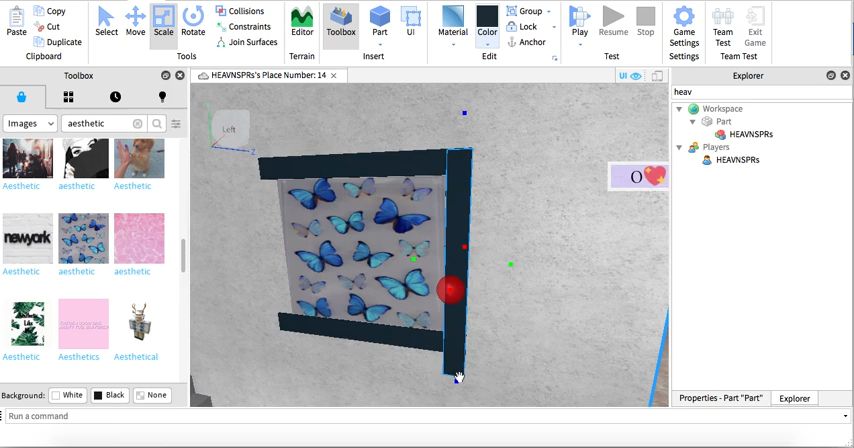 Paste
Copy
Cut
Duplicate
Clipboard
Select
Move
Scale
Rotate
Collisions
Constraints
Join Surfaces
Tools
Editor
Terrain
Toolbox
Part
UI
Insert
Material
Color
Group
Lock
Anchor
Edit
Play
Resume
Stop
Test
Game
Settings
Settings
Team
Test
Exit
Game
Team Test
Toolbox
HEAVNSPRs's Place Number: 14
UI
Explorer
heav
Images
aesthetic
Workspace
Part
HEAVNSPRs
Players
HEAVNSPRs
Left
Z
O
Aesthetic
aesthetic
Aesthetic
newyork
Aesthetic
aesthetic
aesthetic
Aesthetic
Aesthetics
Aesthetical
Background:
White
Black
None
Properties - Part "Part"
Explorer
Run a command